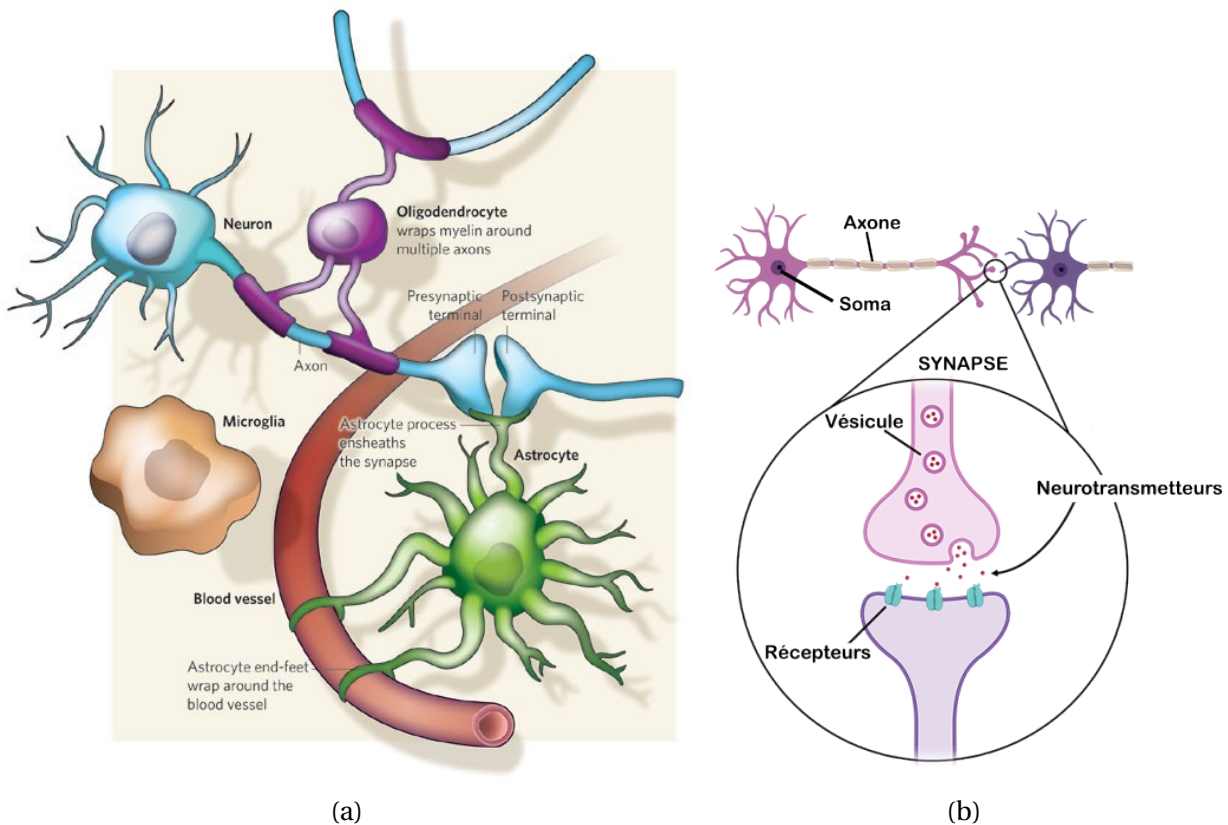 Neuron
Oligodendrocyte
wraps myelin around
multiple axons
Presynaptic
terminal
Postsynaptic
terminal
Axon
Microglia
Astrocyte process
ensheaths
the synapse
Astrocyte
Blood vessel
Astrocyte end-feet
wrap around the
blood vessel
(a)
Axone
Soma
SYNAPSE
Vésicule
Neurotransmetteurs
Récepteurs
(b)